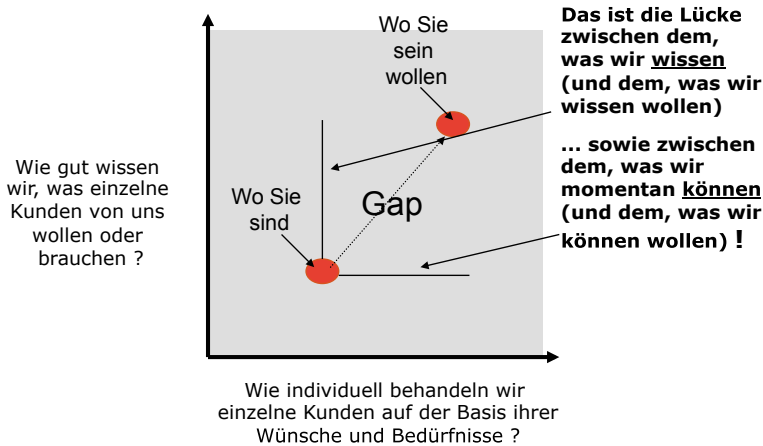 Wo Sie
sein
wollen
Das ist die Lücke
zwischen dem,
was wir wissen
(und dem, was wir
wissen wollen)
... sowie zwischen
dem, was wir
momentan können
(und dem, was wir
können wollen) !
Wie gut wissen
wir, was einzelne
Kunden von uns
wollen oder
brauchen ?
Wo Sie
sind
Gap
Wie individuell behandeln wir
einzelne Kunden auf der Basis ihrer
Wünsche und Bedürfnisse ?